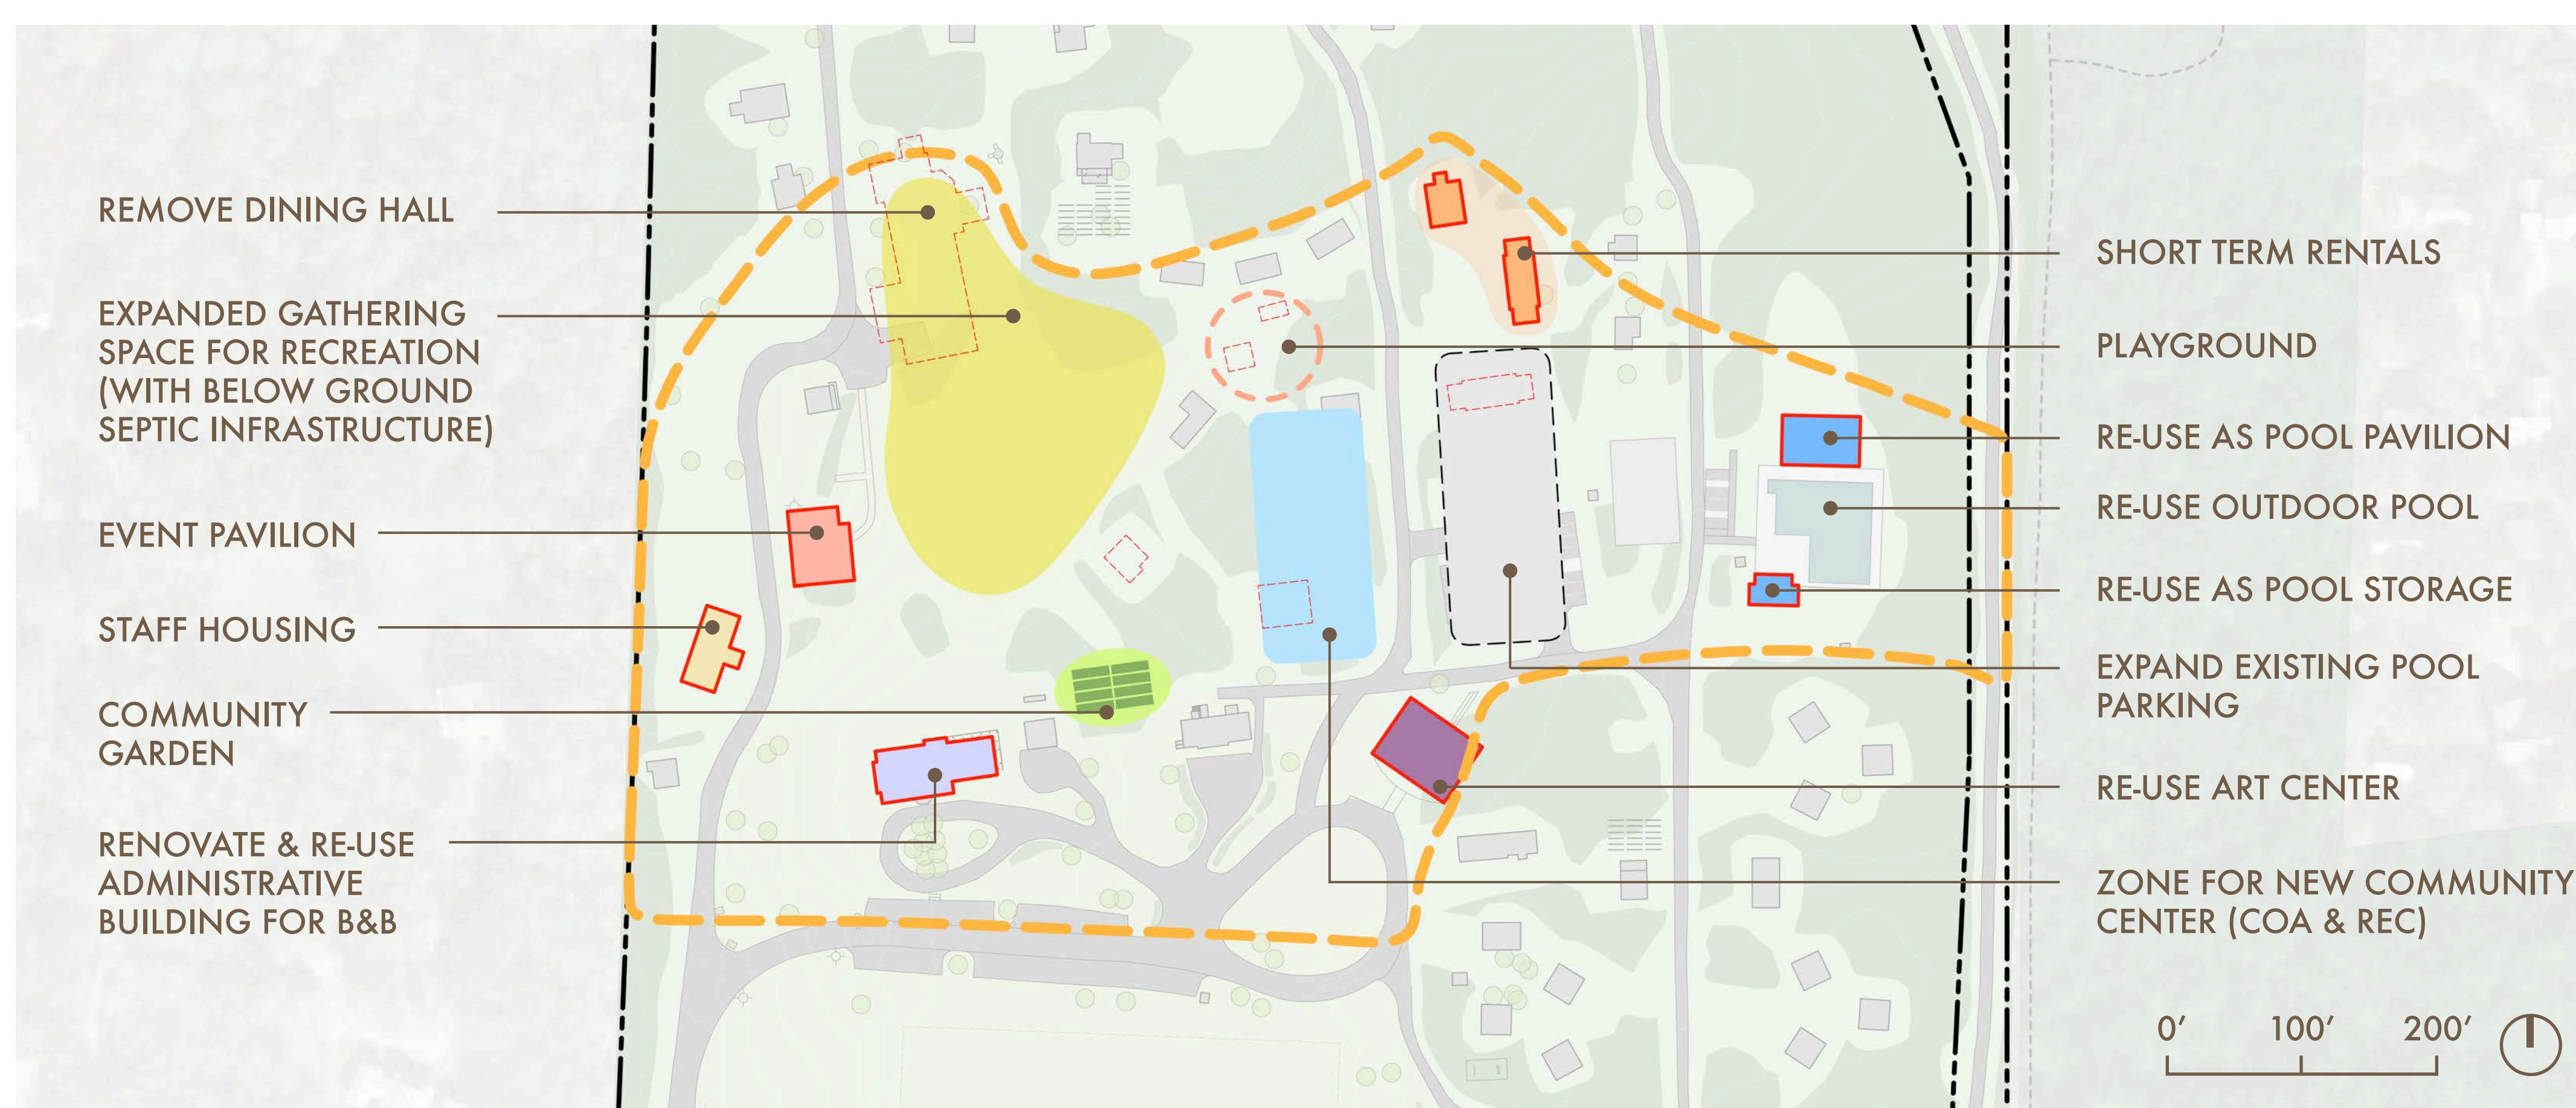 REMOVE DINING HALL
EXPANDED GATHERING
SPACE FOR RECREATION
(WITH BELOW GROUND
SEPTIC INFRASTRUCTURE)
EVENT PAVILION
STAFF HOUSING
COMMUNITY
GARDEN
RENOVATE & RE-USE
ADMINISTRATIVE
BUILDING FOR B&B
SHORT TERM RENTALS
PLAYGROUND
RE-USE AS POOL PAVILION
RE-USE OUTDOOR POOL
RE-USE AS POOL STORAGE
EXPAND EXISTING POOL
PARKING
RE-USE ART CENTER
ZONE FOR NEW COMMUNITY
CENTER (COA & REC)
0′ 100′ 200′